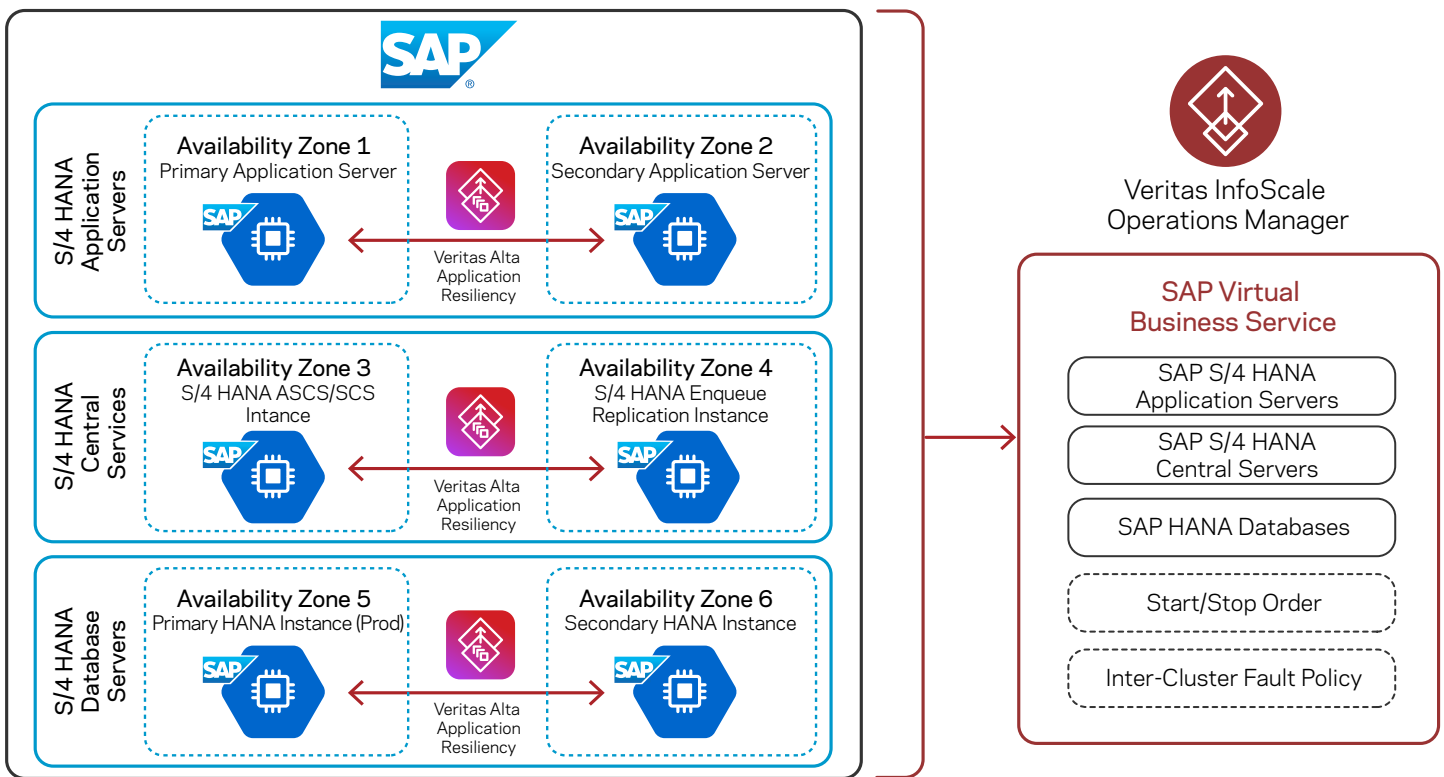 SAP
®
S/4 HANA
Application
Servers
Availability Zone 1
Primary Application Server
SAP
Veritas Alta
Application
Resiliency
Availability Zone 2
Secondary Application Server
SAP
S/4 HANA
Central
Services
Availability Zone 3
S/4 HANA ASCS/SCS
Intance
SAP
Veritas Alta
Application
Resiliency
Availability Zone 4
S/4 HANA Enqueue
Replication Instance
SAP
S/4 HANA
Database
Servers
Availability Zone 5
Primary HANA Instance (Prod)
SAP
Veritas Alta
Application
Resiliency
Availability Zone 6
Secondary HANA Instance
SAP
Veritas InfoScale
Operations Manager
SAP Virtual
Business Service
SAP S/4 HANA
Application Servers
SAP S/4 HANA
Central Servers
SAP HANA Databases
Start/Stop Order
Inter-Cluster Fault Policy